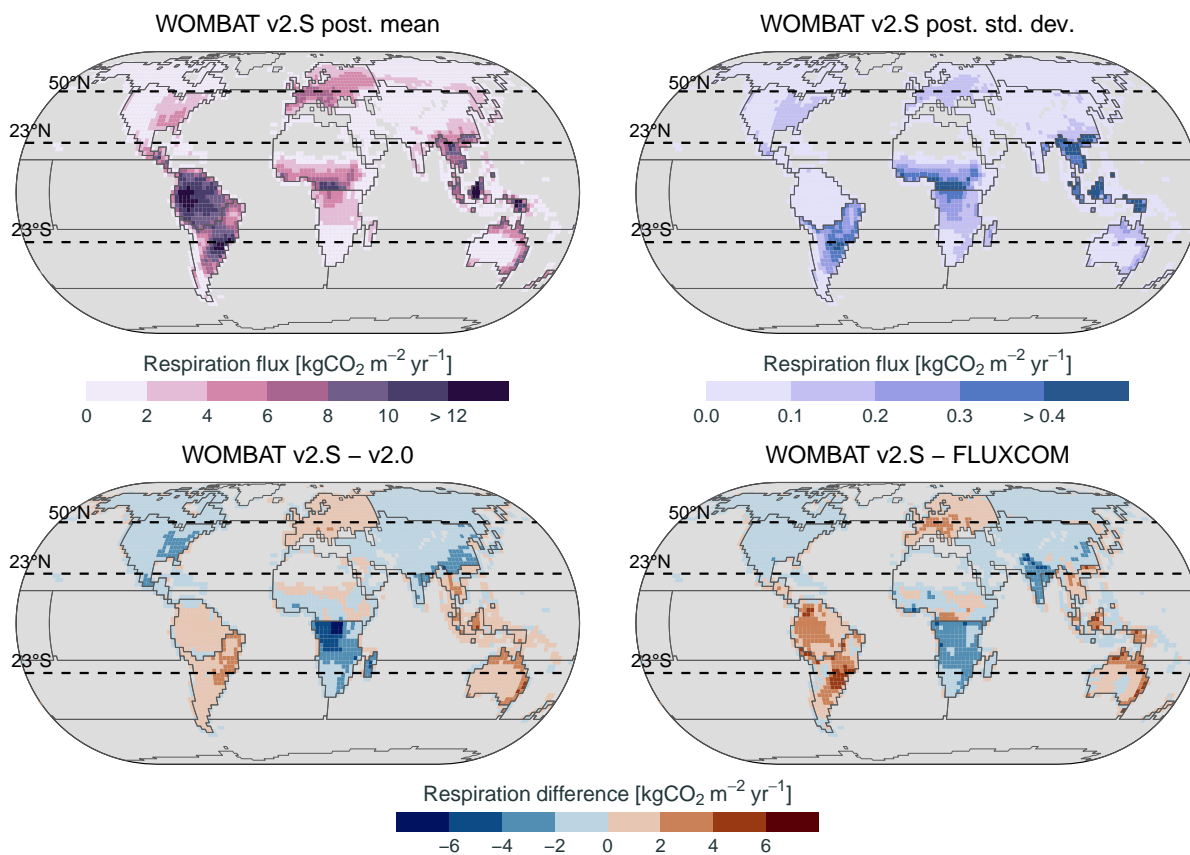 WOMBAT v2.S post. mean
WOMBAT v2.S post. std. dev.
50°N
23°N
23°S
50°N
23°N
23°S
Respiration flux [kgCO₂ m⁻² yr⁻¹]
0 2 4 6 8 10 > 12
Respiration flux [kgCO₂ m⁻² yr⁻¹]
0.0 0.1 0.2 0.3 > 0.4
WOMBAT v2.S − v2.0
WOMBAT v2.S − FLUXCOM
50°N
23°N
23°S
50°N
23°N
23°S
Respiration difference [kgCO₂ m⁻² yr⁻¹]
−6 −4 −2 0 2 4 6